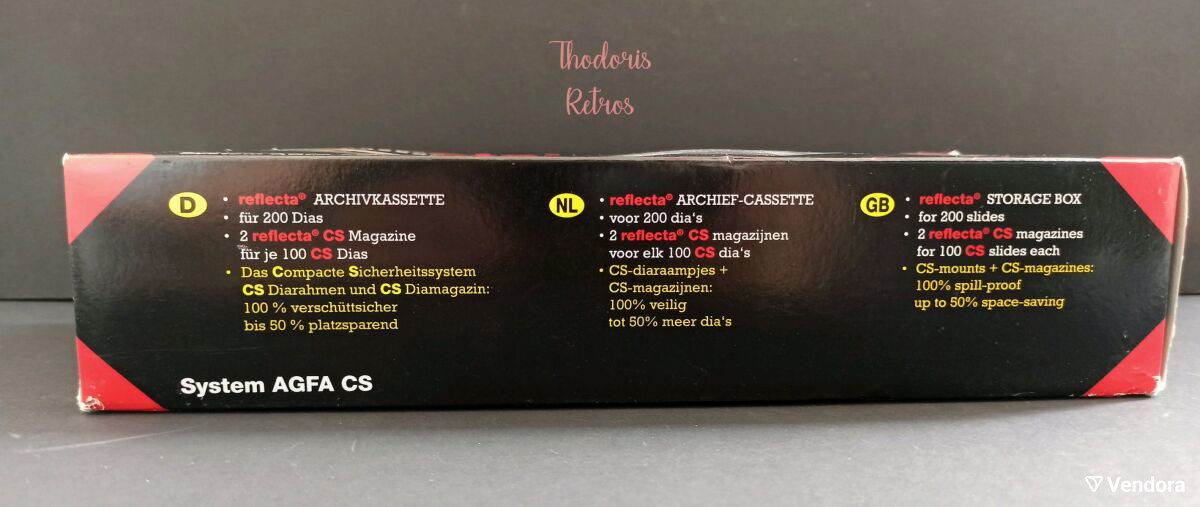 Thodoris
Retros
D
• reflecta® ARCHIVKASSETTE
• für 200 Dias
• 2 reflecta® CS Magazine
für je 100 CS Dias
• Das Compacte Sicherheitssystem
CS Diarahmen und CS Diamagazin:
100 % verschüttsicher
bis 50 % platzsparend
System AGFA CS
NL
• reflecta® ARCHIEF-CASSETTE
• voor 200 dia's
• 2 reflecta® CS magazijnen
voor elk 100 CS dia's
• CS-diaraampjes +
CS-magazijnen:
100% veilig
tot 50% meer dia's
GB
• reflecta® STORAGE BOX
• for 200 slides
• 2 reflecta® CS magazines
for 100 CS slides each
• CS-mounts + CS-magazines:
100% spill-proof
up to 50% space-saving
Vendora